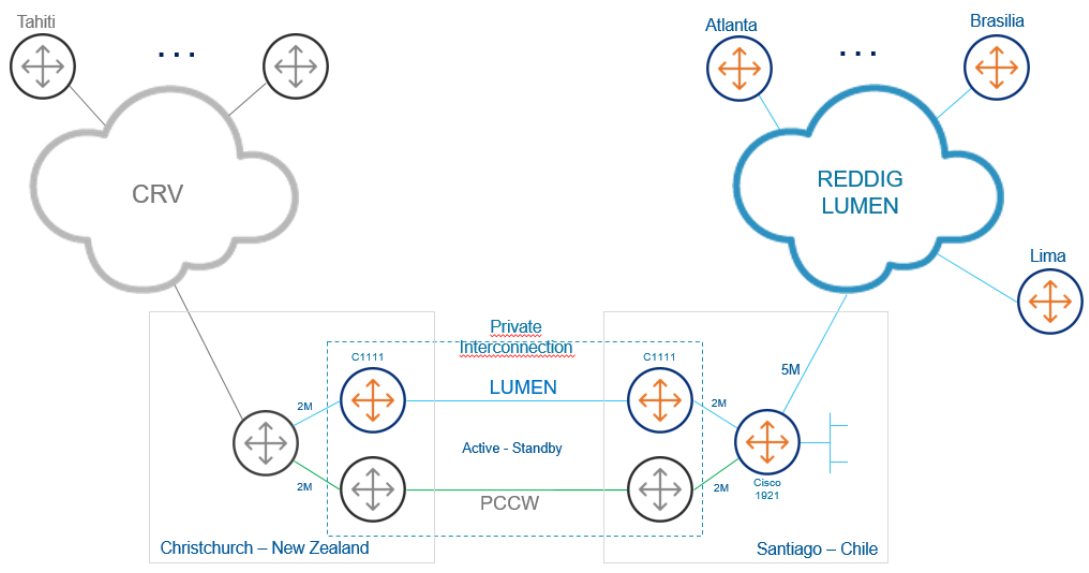 Tahiti
. . .
Atlanta
. . .
Brasilia
CRV
REDDIG
LUMEN
Lima
Private
Interconnection
C1111
C1111
LUMEN
5M
2M
2M
Active - Standby
2M
2M
PCCW
Cisco
1921
Christchurch – New Zealand
Santiago – Chile